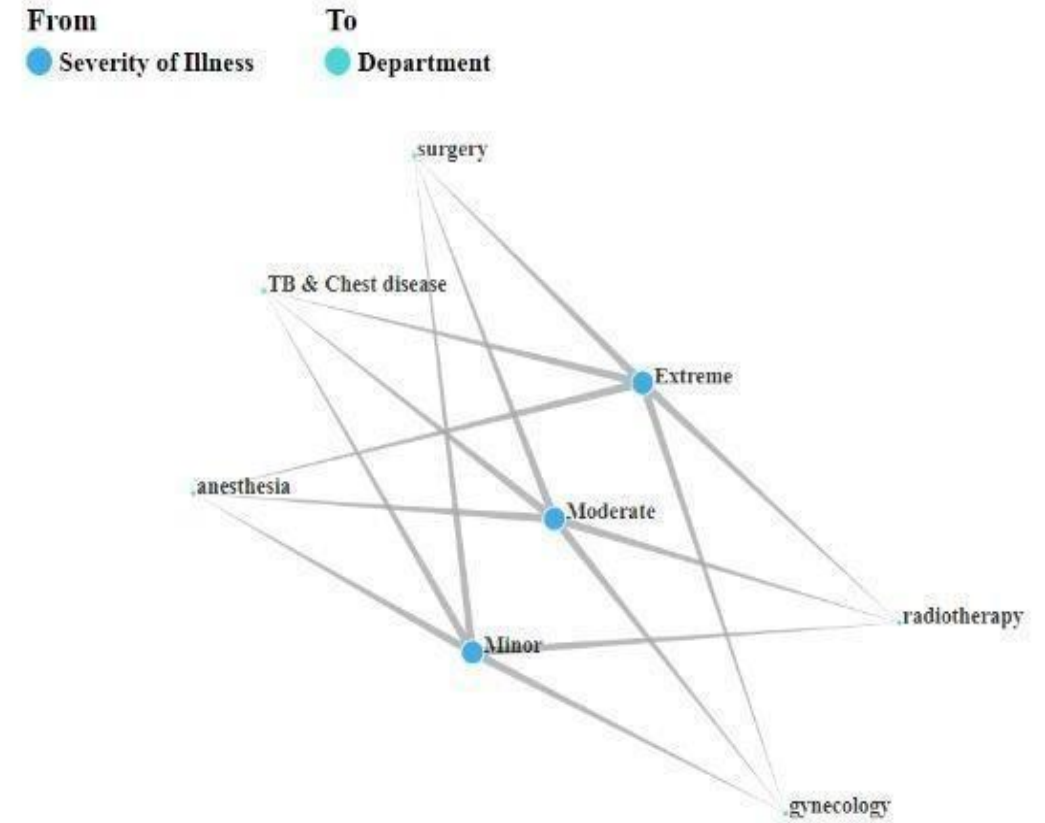 From To
Severity of Illness Department
surgery
TB & Chest disease
Extreme
anesthesia
Moderate
radiotherapy
Minor
gynecology